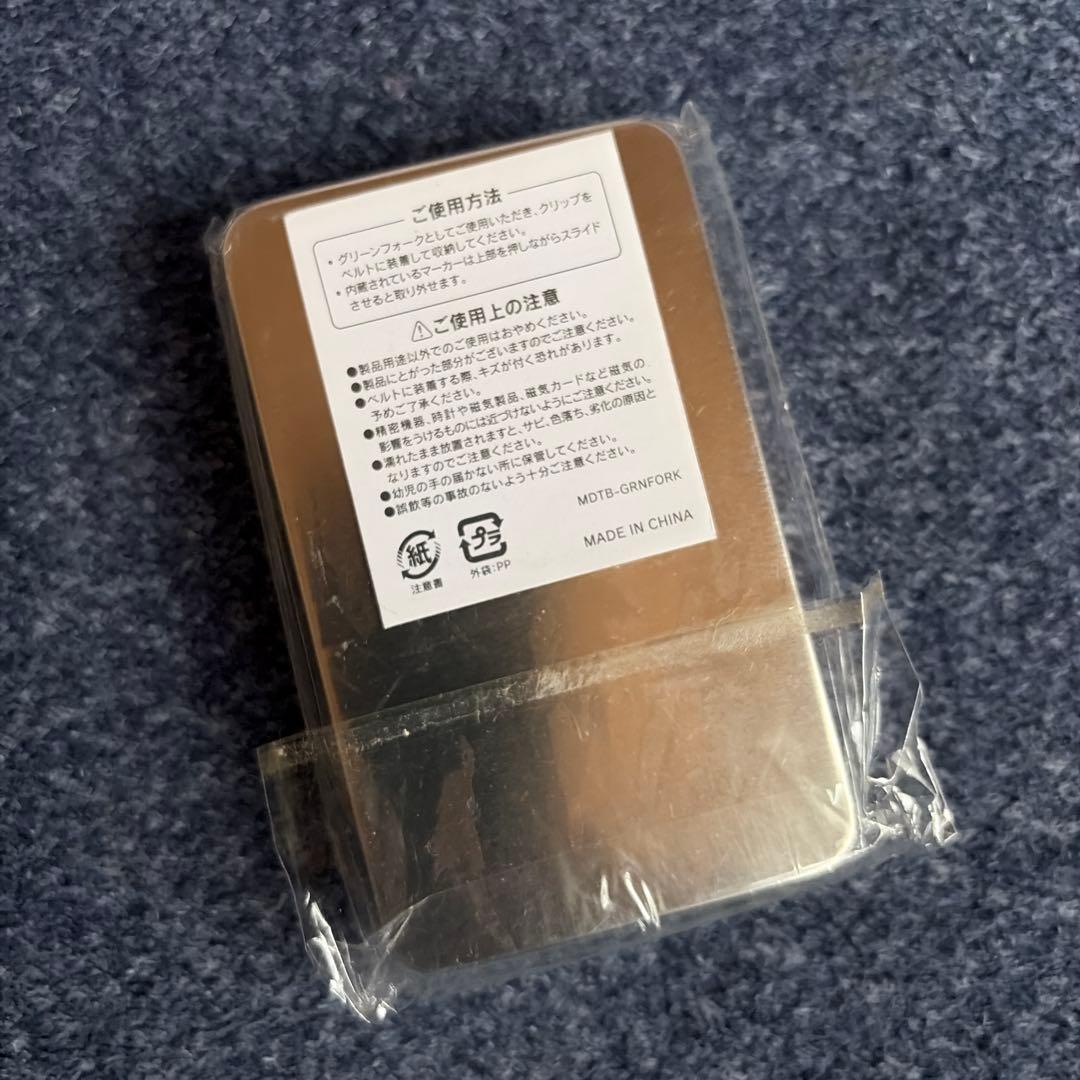 ご使用方法
* グリーンフォークとしてご使用いただき、クリップを
ベルトに装着して収納してください。
* 内蔵されているマーカーは上部を押しながらスライド
させると取り外せます。
⚠ご使用上の注意
●製品用途以外でのご使用はおやめください。
●製品にとがった部分がございますのでご注意ください。
●ベルトに装着する際、キズが付く恐れがあります。
予めご了承ください。
●精密機器、時計や磁気製品、磁気カードなど磁気の
影響をうけるものには近づけないようにご注意ください。
●濡れたまま放置されますと、サビ、色落ち、劣化の原因と
なりますのでご注意ください。
●幼児の手の届かない所に保管してください。
●誤飲等の事故のないよう十分ご注意ください。
MDTB-GRNFORK
MADE IN CHINA
紙
注意書
プラ
外袋:PP